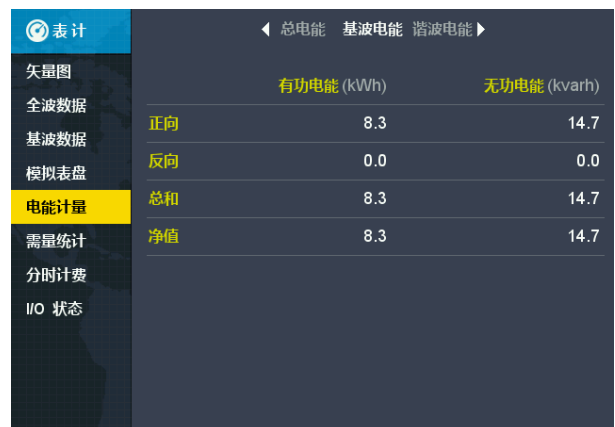 表计
总电能 基波电能 谐波电能
矢量图
全波数据
基波数据
模拟表盘
电能计量
需量统计
分时计费
I/O 状态
有功电能(kWh) 无功电能(kvarh)
正向 8.3 14.7
反向 0.0 0.0
总和 8.3 14.7
净值 8.3 14.7